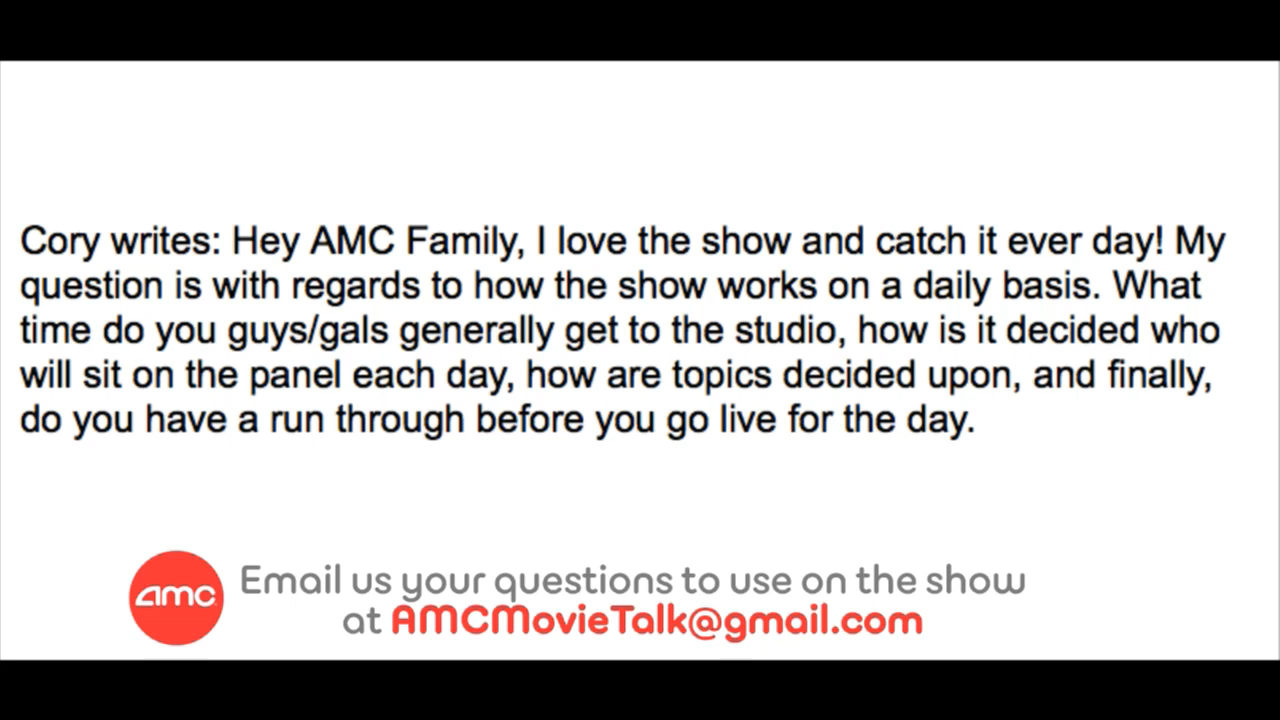 Cory writes: Hey AMC Family, I love the show and catch it ever day! My
question is with regards to how the show works on a daily basis. What
time do you guys/gals generally get to the studio, how is it decided who
will sit on the panel each day, how are topics decided upon, and finally,
do you have a run through before you go live for the day.
amc
Email us your questions to use on the show
at AMCMovieTalk@gmail.com